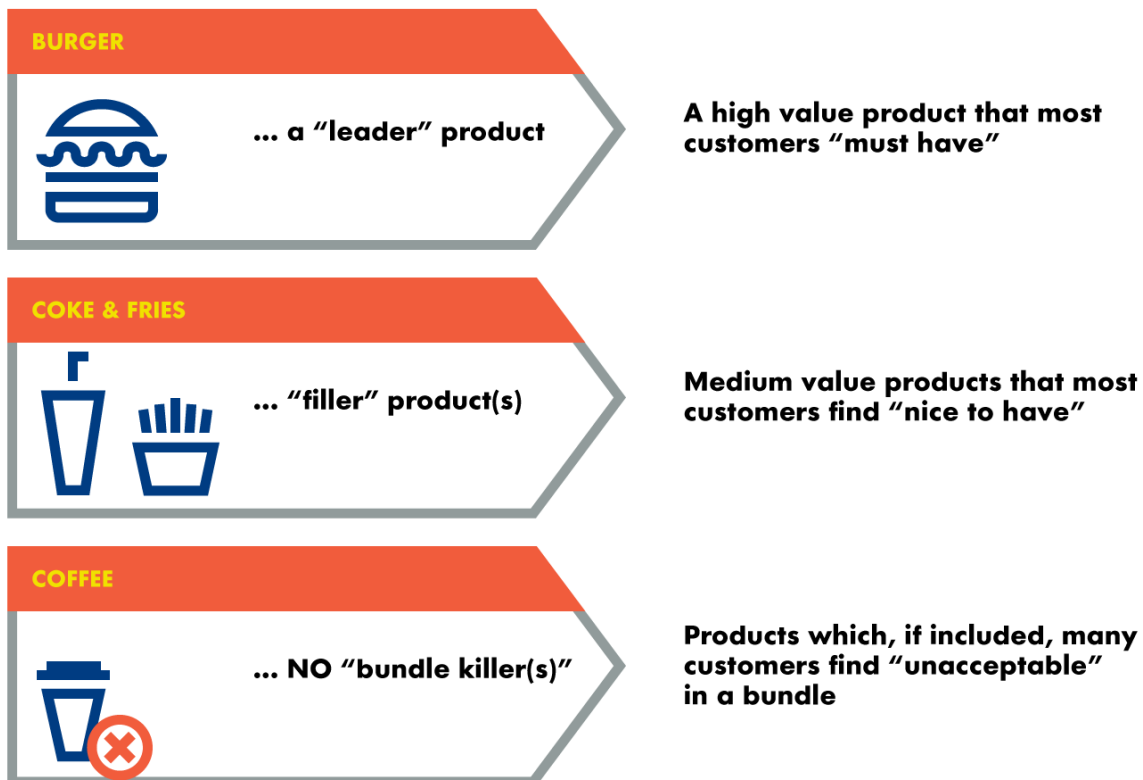 BURGER
... a “leader” product
A high value product that most
customers “must have”
COKE & FRIES
... “filler” product(s)
Medium value products that most
customers find “nice to have”
COFFEE
... NO “bundle killer(s)”
Products which, if included, many
customers find “unacceptable”
in a bundle